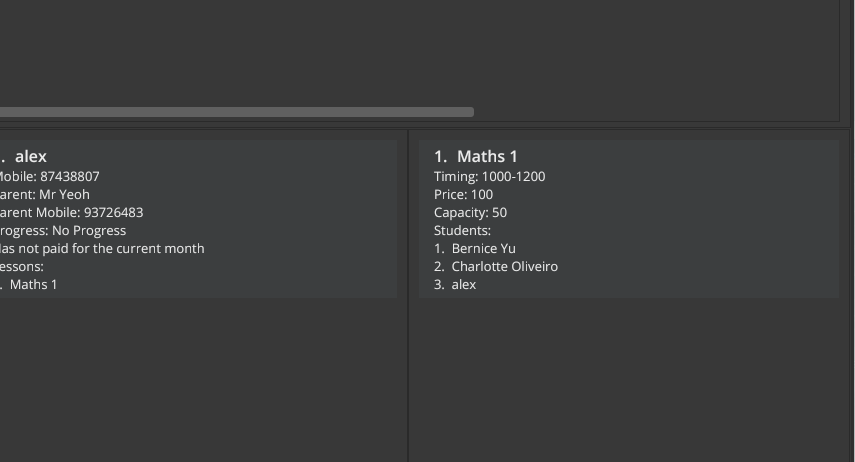 . alex
Mobile: 87438807
arent: Mr Yeoh
arent Mobile: 93726483
rogress: No Progress
as not paid for the current month
essons:
. Maths 1
1. Maths 1
Timing: 1000-1200
Price: 100
Capacity: 50
Students:
1. Bernice Yu
2. Charlotte Oliveiro
3. alex